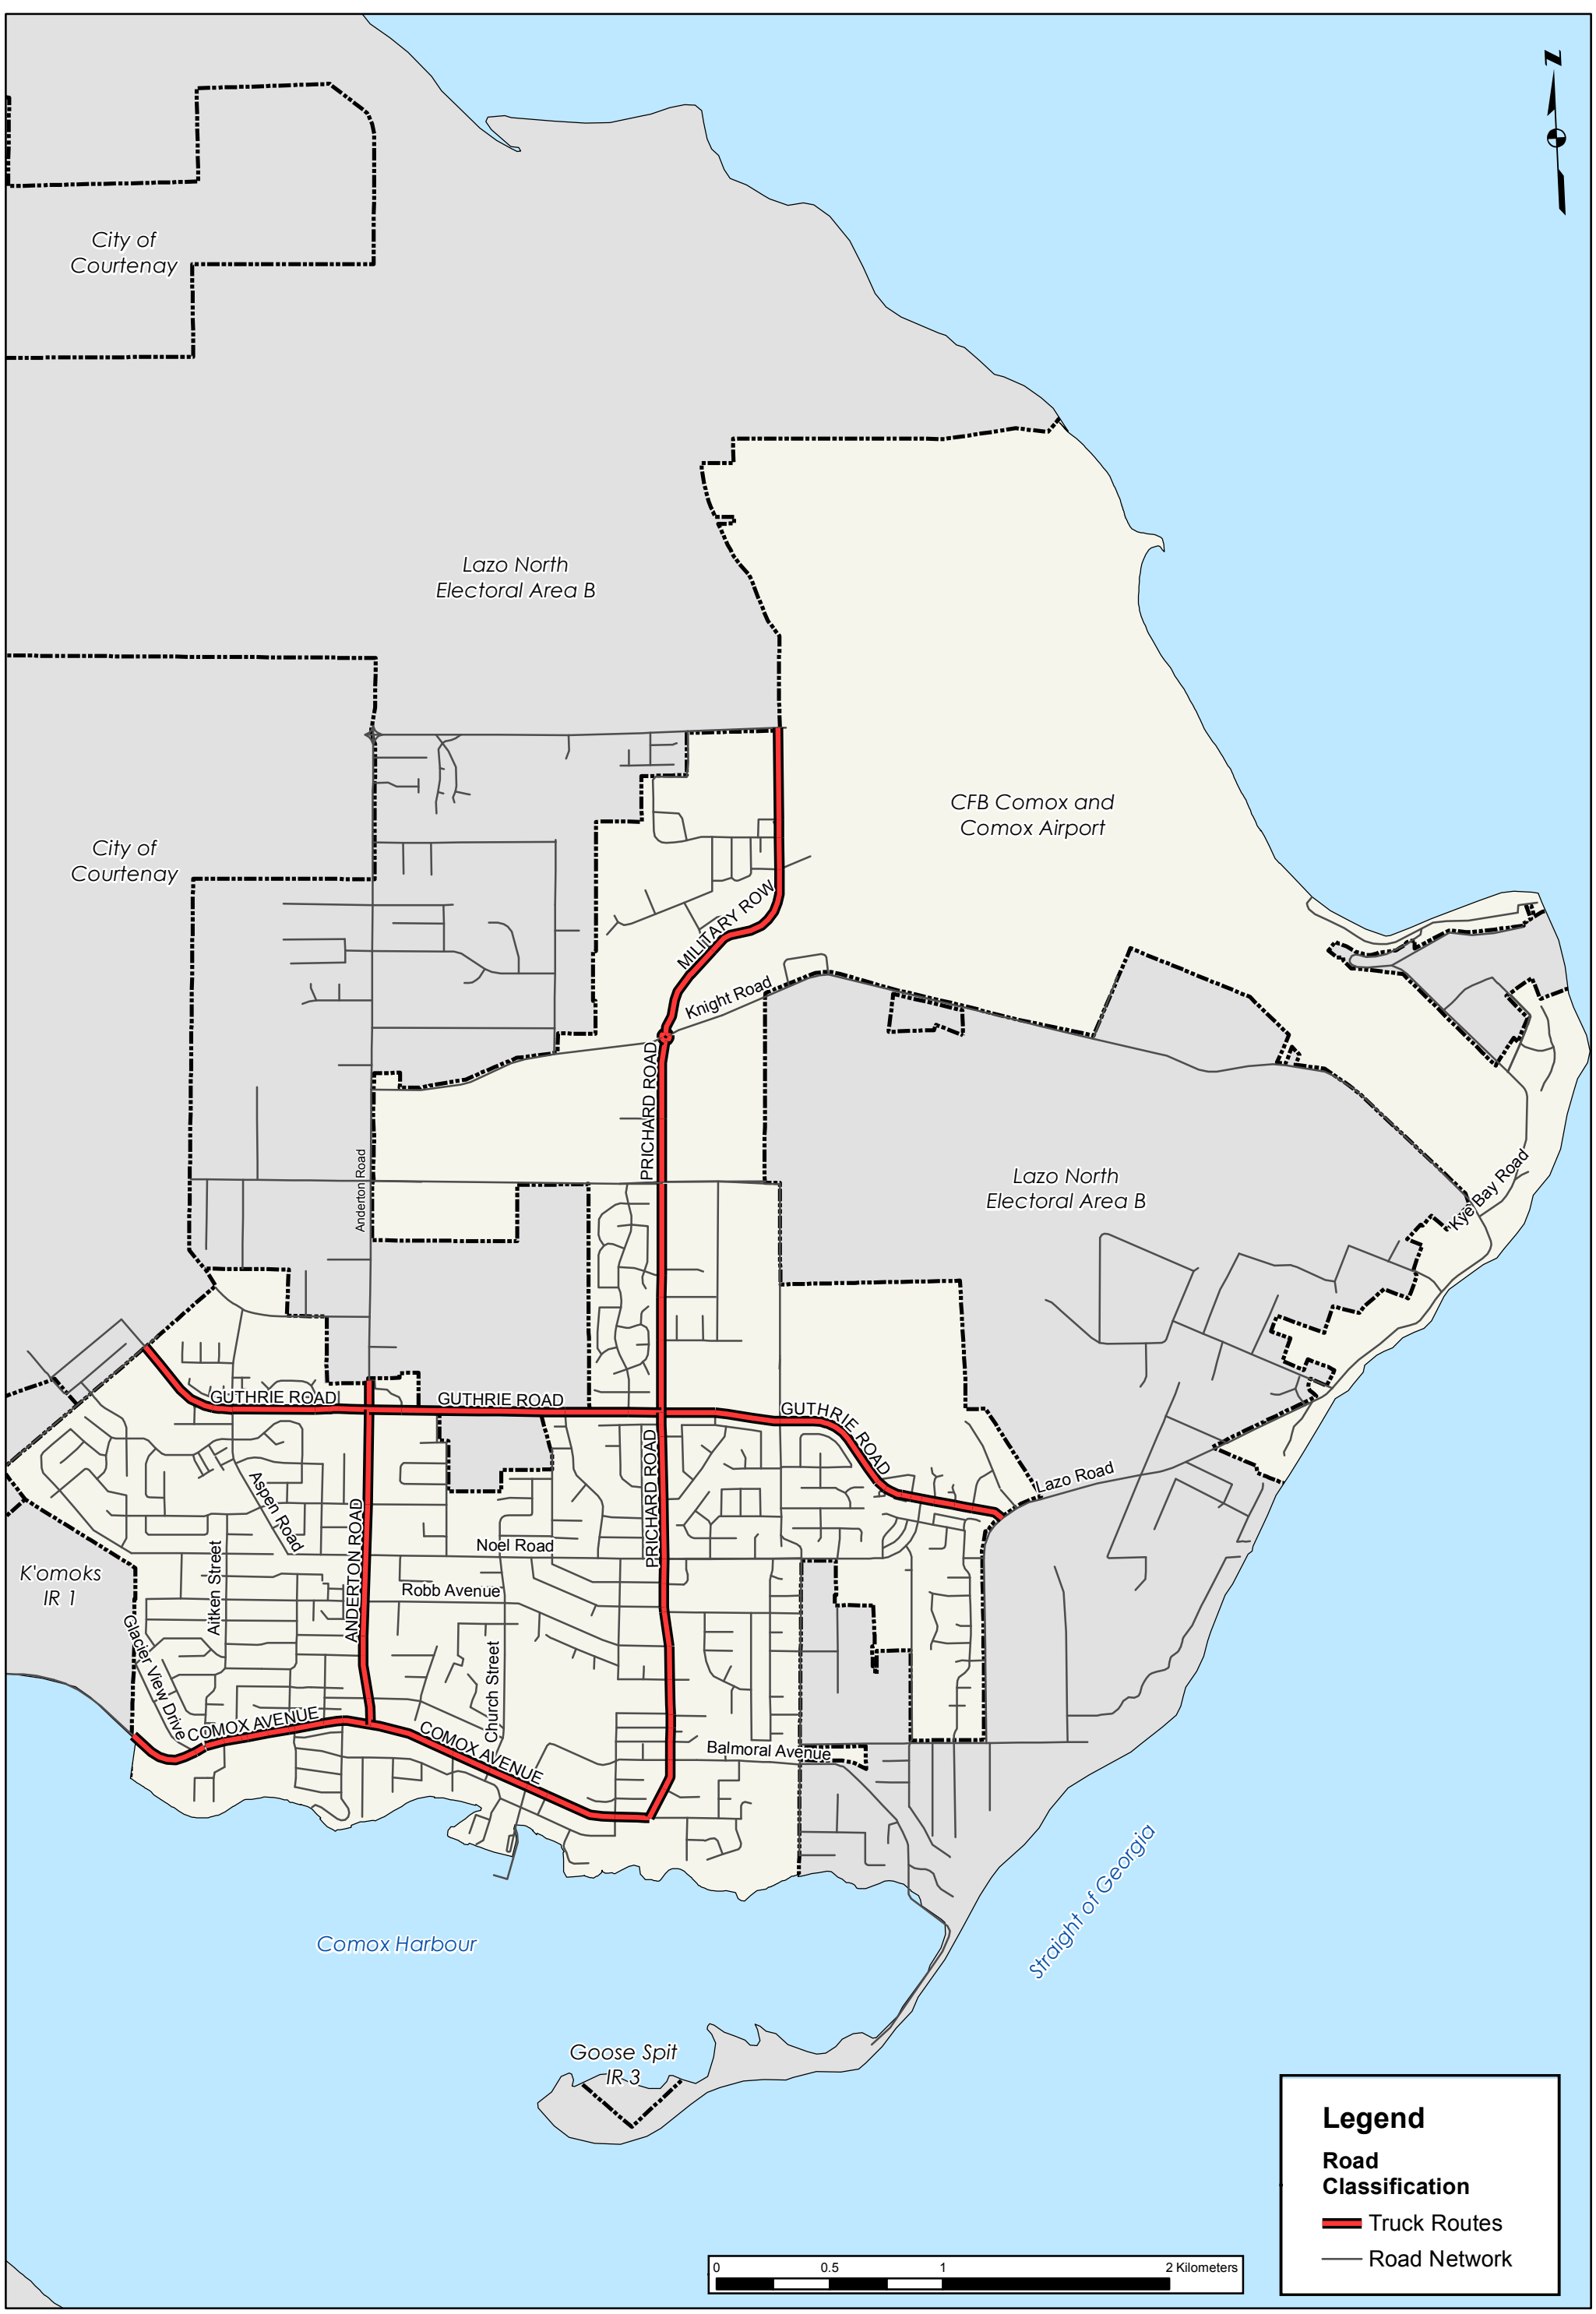 N
City of
Courtenay
Lazo North
Electoral Area B
CFB Comox and
Comox Airport
City of
Courtenay
MILITARY ROW
Knight Road
PRICHARD ROAD
Anderton Road
Lazo North
Electoral Area B
Kye Bay Road
GUTHRIE ROAD
GUTHRIE ROAD
GUTHRIE ROAD
PRICHARD ROAD
Lazo Road
Aspen Road
ANDERTON ROAD
Noel Road
K'omoks
IR 1
Aitken Street
Robb Avenue
Glacier View Drive
Church Street
COMOX AVENUE
COMOX AVENUE
Balmoral Avenue
Straight of Georgia
Comox Harbour
Goose Spit
IR 3
Legend
Road
Classification
Truck Routes
Road Network
0 0.5 1 2 Kilometers